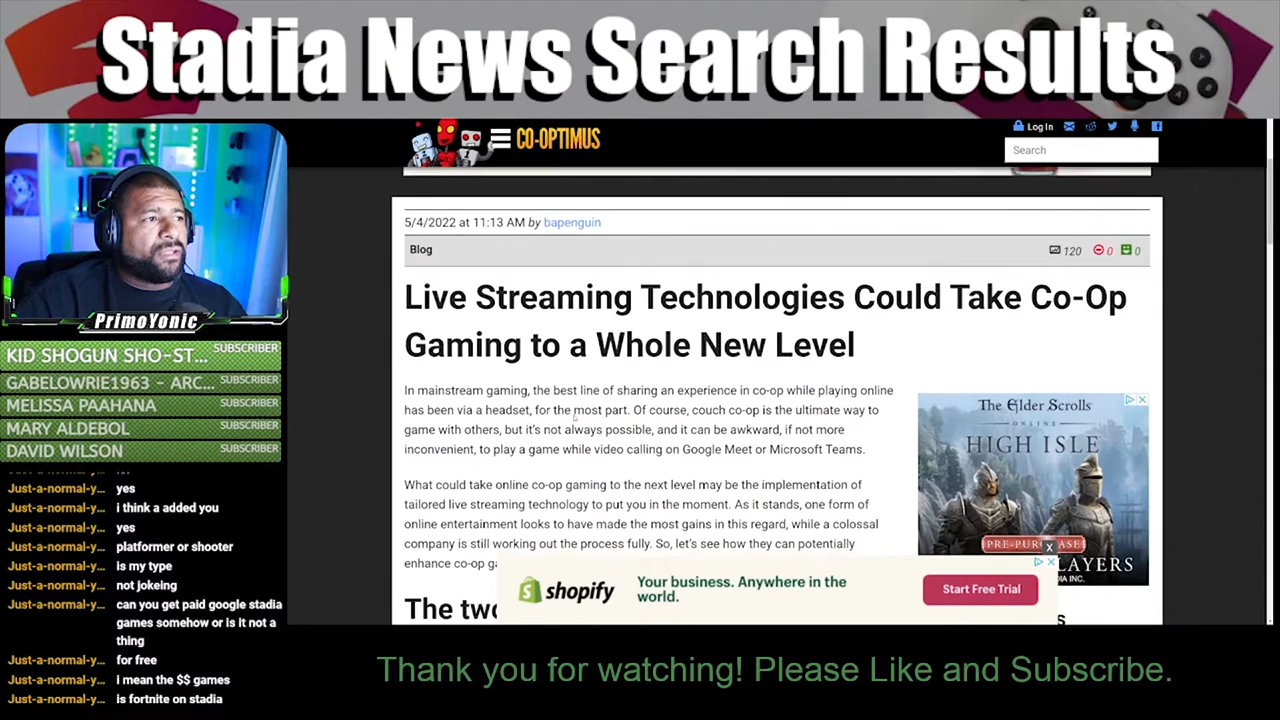 Stadia News Search Results
CO-OPTIMUS
Log In
Search
5/4/2022 at 11:13 AM by bapenguin
Blog
120
0
0
Live Streaming Technologies Could Take Co-Op
Gaming to a Whole New Level
In mainstream gaming, the best line of sharing an experience in co-op while playing online
has been via a headset, for the most part. Of course, couch co-op is the ultimate way to
game with others, but it's not always possible, and it can be awkward, if not more
inconvenient, to play a game while video calling on Google Meet or Microsoft Teams.
What could take online co-op gaming to the next level may be the implementation of
tailored live streaming technology to put you in the moment. As it stands, one form of
online entertainment looks to have made the most gains in this regard, while a colossal
company is still working out the process fully. So, let's see how they can potentially
enhance co-op
The
The Elder Scrolls
ONLINE
HIGH ISLE
PRE-PURCHASE
X
INC.
shopify
Your business. Anywhere in the
world.
Start Free Trial
PrimoYonic
KID SHOGUN SHO-ST... SUBSCRIBER
GABELOWRIE1963 - ARC... SUBSCRIBER
MELISSA PAAHANA SUBSCRIBER
MARY ALDEBOL SUBSCRIBER
DAVID WILSON SUBSCRIBER
Just-a-normal-y... yes
Just-a-normal-y... i think a added you
Just-a-normal-y... yes
Just-a-normal-y... platformer or shooter
Just-a-normal-y... is my type
Just-a-normal-y... not jokeing
Just-a-normal-y... can you get paid google stadia
games somehow or is it not a
thing
Just-a-normal-y... for free
Just-a-normal-y... i mean the $$ games
Just-a-normal-y... is fortnite on stadia
Thank you for watching! Please Like and Subscribe.